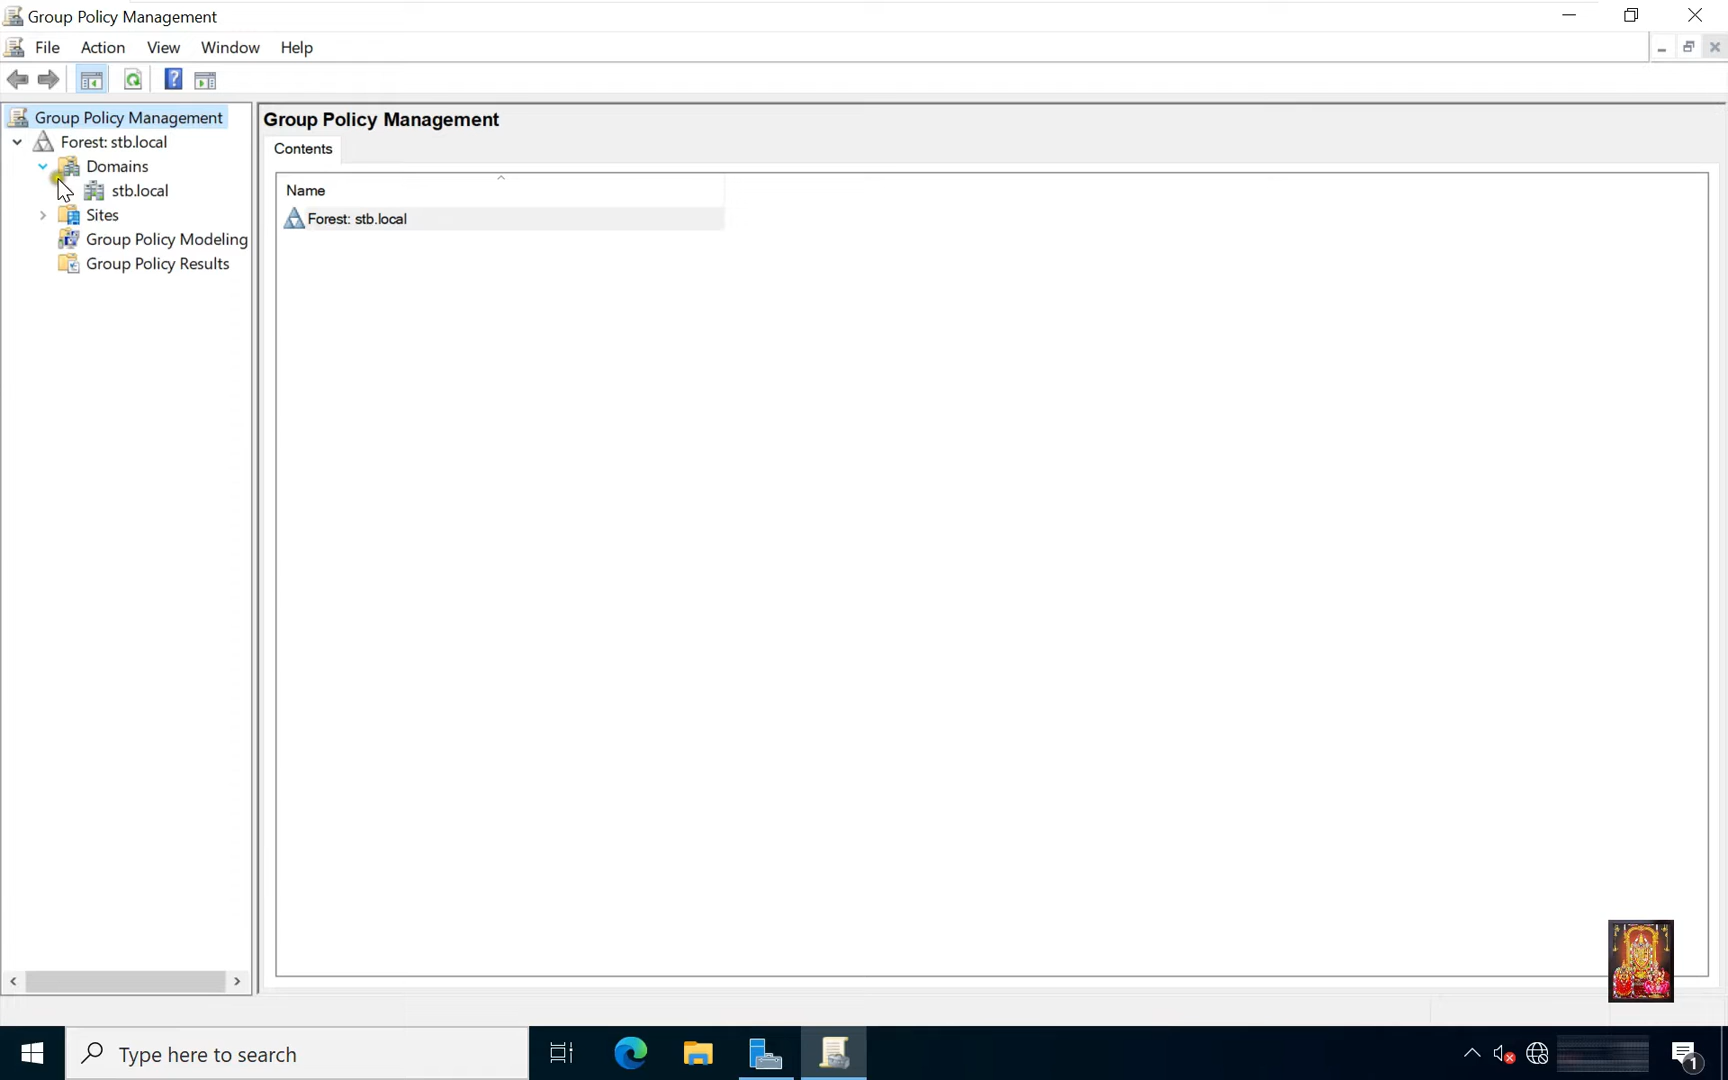 Group Policy Management
File Action View Window Help
Group Policy Management
Forest: stb.local
Domains
stb.local
Sites
Group Policy Modeling
Group Policy Results
Group Policy Management
Contents
Name
Forest: stb.local
Type here to search
1